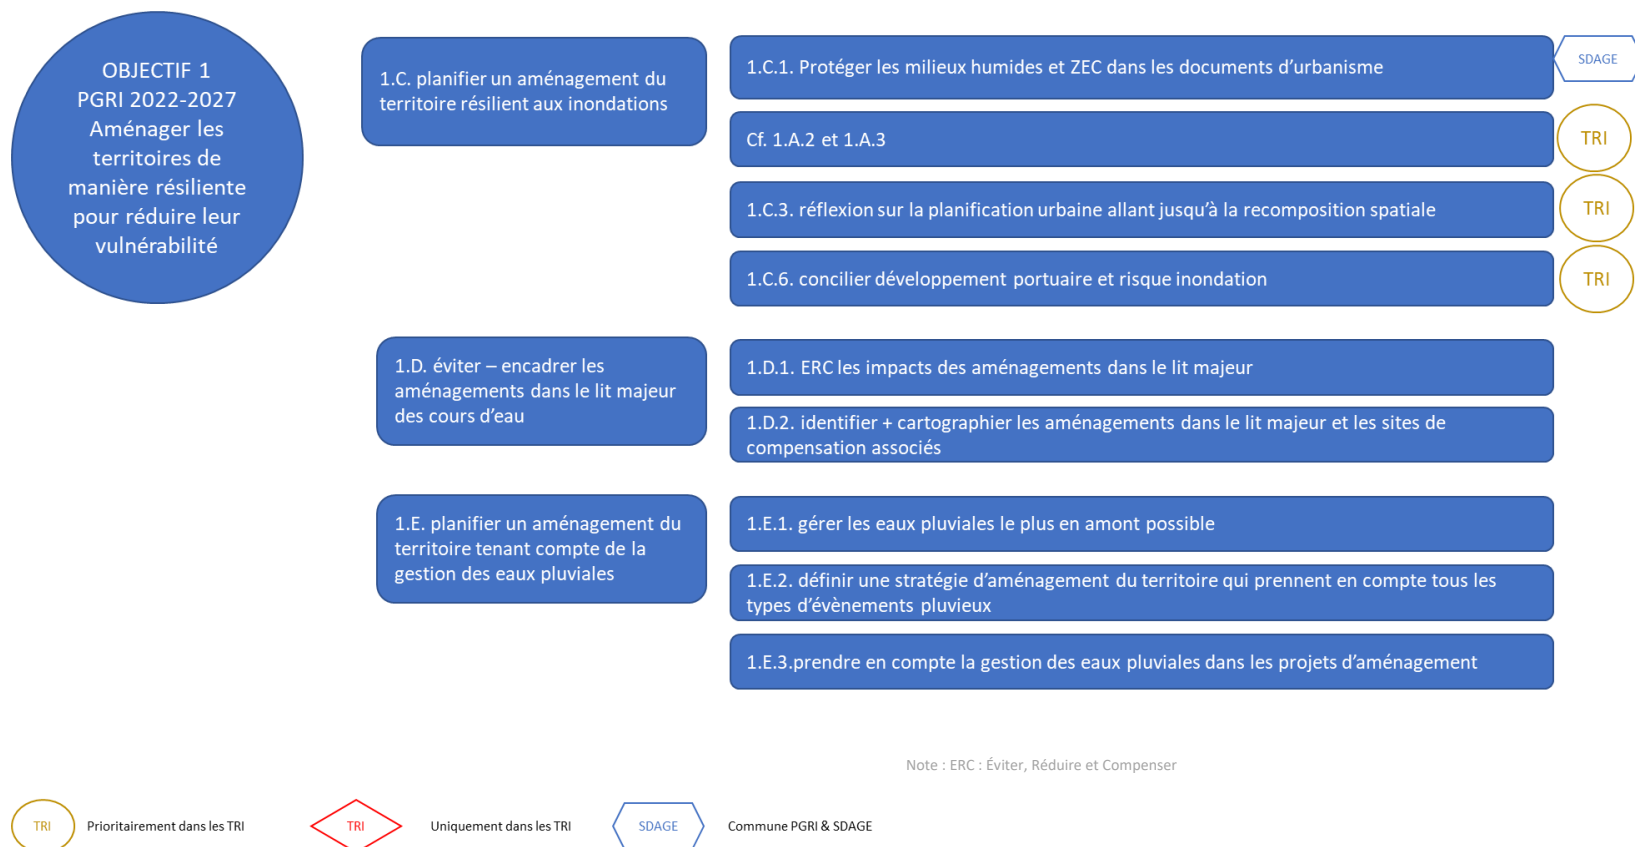 OBJECTIF 1
PGRI 2022-2027
Aménager les
territoires de
manière résiliente
pour réduire leur
vulnérabilité
1.C. planifier un aménagement du
territoire résilient aux inondations
1.C.1. Protéger les milieux humides et ZEC dans les documents d’urbanisme
SDAGE
Cf. 1.A.2 et 1.A.3
TRI
1.C.3. réflexion sur la planification urbaine allant jusqu’à la recomposition spatiale
TRI
1.C.6. concilier développement portuaire et risque inondation
TRI
1.D. éviter – encadrer les
aménagements dans le lit majeur
des cours d’eau
1.D.1. ERC les impacts des aménagements dans le lit majeur
1.D.2. identifier + cartographier les aménagements dans le lit majeur et les sites de
compensation associés
1.E. planifier un aménagement du
territoire tenant compte de la
gestion des eaux pluviales
1.E.1. gérer les eaux pluviales le plus en amont possible
1.E.2. définir une stratégie d’aménagement du territoire qui prennent en compte tous les
types d’évènements pluvieux
1.E.3.prendre en compte la gestion des eaux pluviales dans les projets d’aménagement
Note : ERC : Éviter, Réduire et Compenser
TRI Prioritairement dans les TRI
TRI Uniquement dans les TRI
SDAGE Commune PGRI & SDAGE